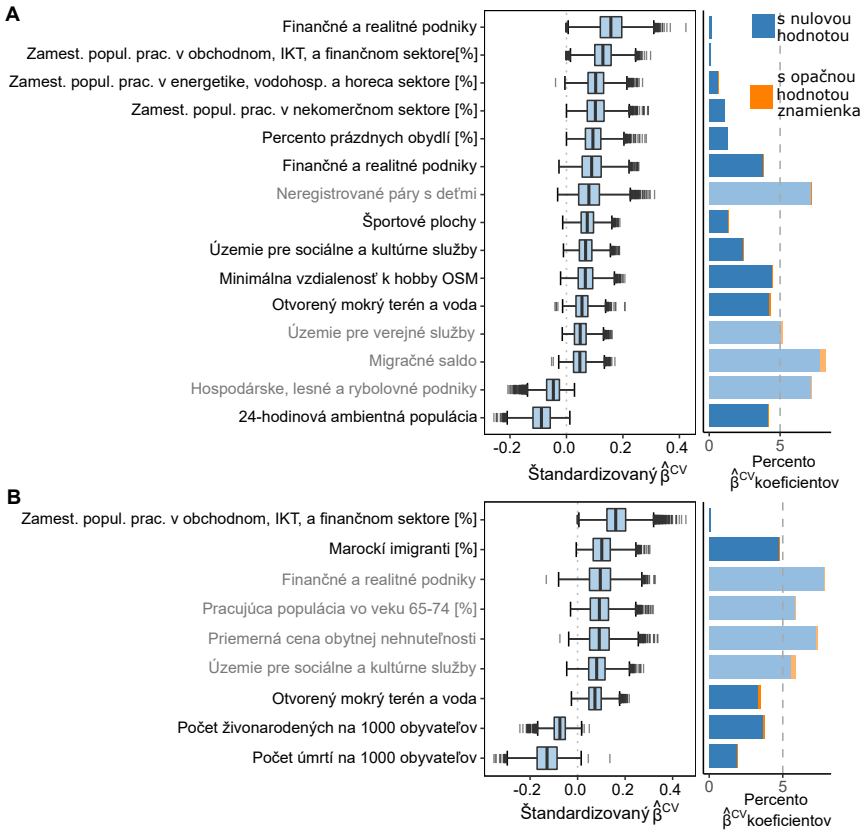 A
Finančné a realitné podniky
Zamest. popul. prac. v obchodnom, IKT, a finančnom sektore[%]
Zamest. popul. prac. v energetike, vodohosp. a horeca sektore [%]
Zamest. popul. prac. v nekomerčnom sektore [%]
Percento prázdnych obydlí [%]
Finančné a realitné podniky
Neregistrované páry s deťmi
Športové plochy
Územie pre sociálne a kultúrne služby
Minimálna vzdialenosť k hobby OSM
Otvorený mokrý terén a voda
Územie pre verejné služby
Migračné saldo
Hospodárske, lesné a rybolovné podniky
24-hodinová ambientná populácia
-0.2 0.0 0.2 0.4
Štandardizovaný β̂CV
s nulovou
hodnotou
s opačnou
hodnotou
znamienka
0 5
Percento
β̂CV koeficientov
B
Zamest. popul. prac. v obchodnom, IKT, a finančnom sektore [%]
Marockí imigranti [%]
Finančné a realitné podniky
Pracujúca populácia vo veku 65-74 [%]
Priemerná cena obytnej nehnuteľnosti
Územie pre sociálne a kultúrne služby
Otvorený mokrý terén a voda
Počet živonarodených na 1000 obyvateľov
Počet úmrtí na 1000 obyvateľov
-0.2 0.0 0.2 0.4
Štandardizovaný β̂CV
0 5
Percento
β̂CV koeficientov